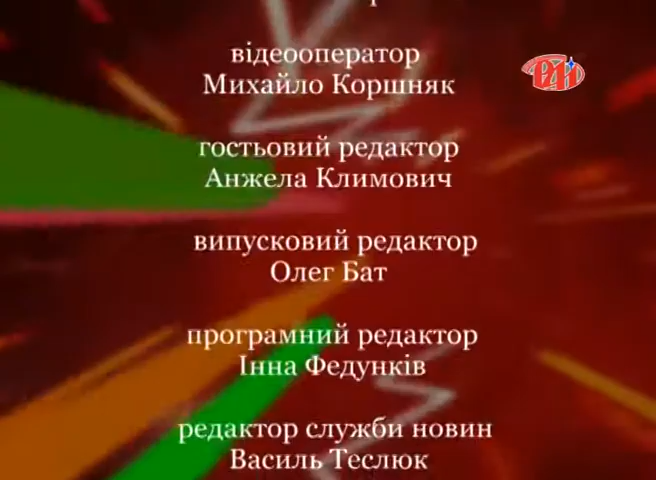 відеооператор
Михайло Коршняк
гостьовий редактор
Анжела Климович
випусковий редактор
Олег Бат
програмний редактор
Інна Федунків
редактор служби новин
Василь Теслюк